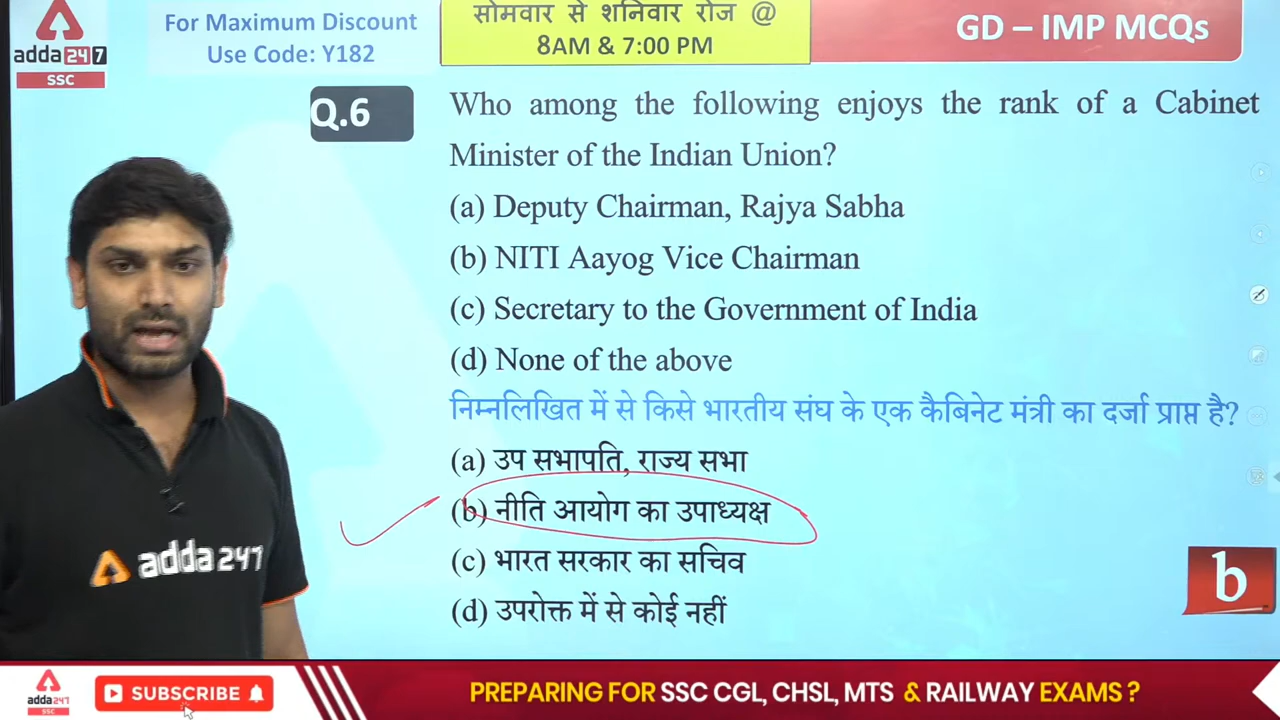 adda247
SSC
For Maximum Discount
Use Code: Y182
सोमवार से शनिवार रोज @
8AM & 7:00 PM
GD – IMP MCQs
Q.6
Who among the following enjoys the rank of a Cabinet
Minister of the Indian Union?
(a) Deputy Chairman, Rajya Sabha
(b) NITI Aayog Vice Chairman
(c) Secretary to the Government of India
(d) None of the above
निम्नलिखित में से किसे भारतीय संघ के एक कैबिनेट मंत्री का दर्जा प्राप्त है?
(a) उप सभापति, राज्य सभा
(b) नीति आयोग का उपाध्यक्ष
(c) भारत सरकार का सचिव
(d) उपरोक्त में से कोई नहीं
b
adda247
adda247
SSC
SUBSCRIBE
PREPARING FOR SSC CGL, CHSL, MTS & RAILWAY EXAMS ?